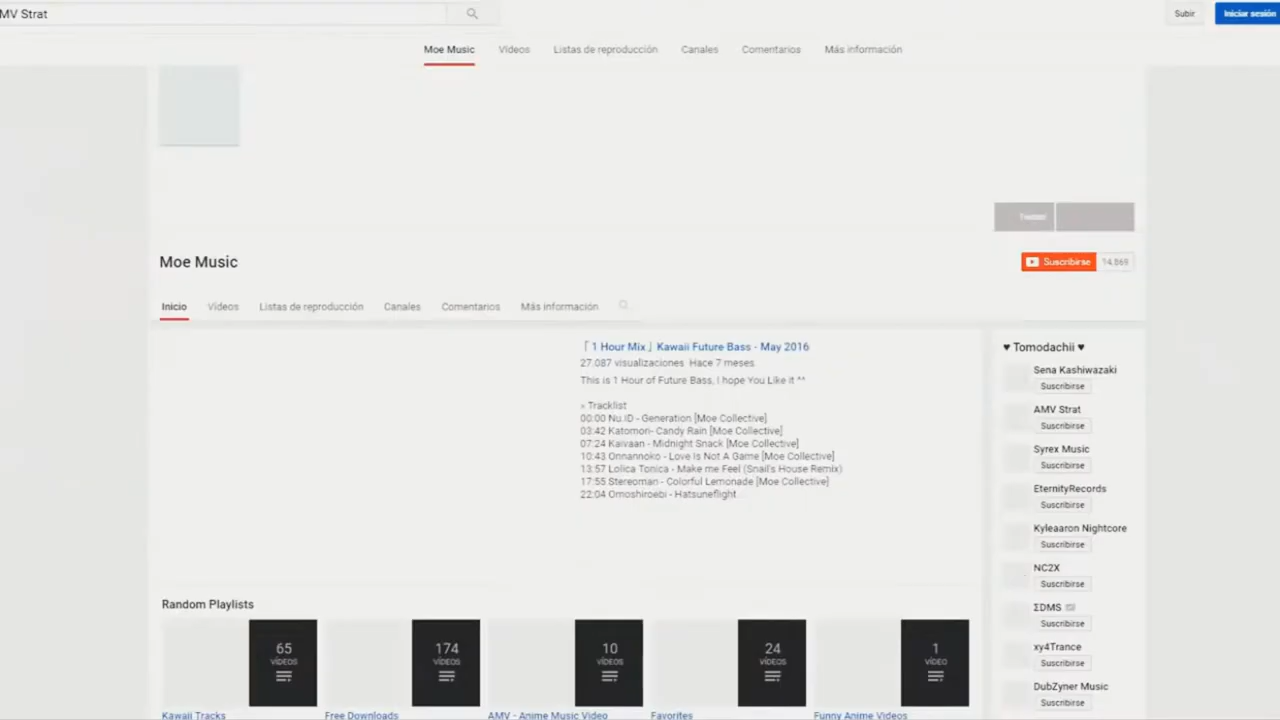 MV Strat
Subir
Iniciar sesión
Moe Music Vídeos Listas de reproducción Canales Comentarios Más información
Twitter
Moe Music
Suscribirse 14.869
Inicio Vídeos Listas de reproducción Canales Comentarios Más información
「 1 Hour Mix 」 Kawaii Future Bass - May 2016
27.087 visualizaciones Hace 7 meses
This is 1 Hour of Future Bass, I hope You Like it ^^
» Tracklist
00:00 Nu.ID - Generation [Moe Collective]
03:42 Katomori- Candy Rain [Moe Collective]
07:24 Kaivaan - Midnight Snack [Moe Collective]
10:43 Onnannoko - Love Is Not A Game [Moe Collective]
13:57 Lolica Tonica - Make me Feel (Snail's House Remix)
17:55 Stereoman - Colorful Lemonade [Moe Collective]
22:04 Omoshiroebi - Hatsuneflight...
♥ Tomodachii ♥
Sena Kashiwazaki
Suscribirse
AMV Strat
Suscribirse
Syrex Music
Suscribirse
EternityRecords
Suscribirse
Kyleaaron Nightcore
Suscribirse
NC2X
Suscribirse
ΣDMS
Suscribirse
xy4Trance
Suscribirse
DubZyner Music
Suscribirse
Random Playlists
65
VÍDEOS
174
VÍDEOS
10
VÍDEOS
24
VÍDEOS
1
VÍDEO
Kawaii Tracks
Free Downloads
AMV - Anime Music Video
Favorites
Funny Anime Videos